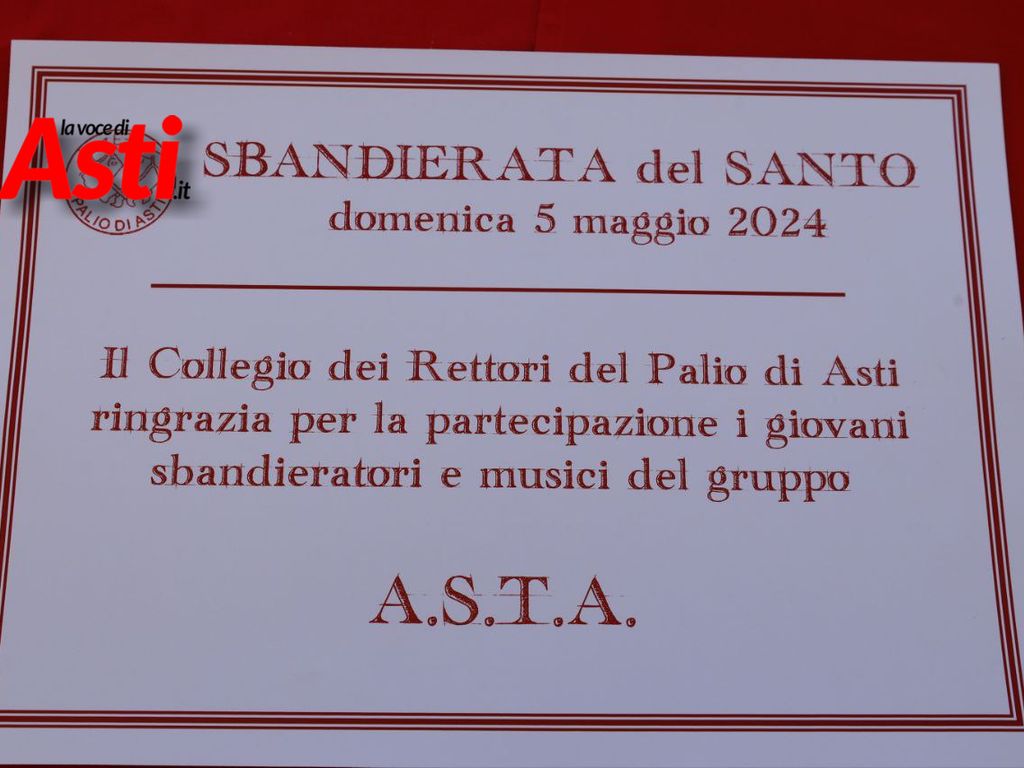 la voce di
Asti
.it
PALIO DI ASTI
SBANDIERATA del SANTO
domenica 5 maggio 2024
Il Collegio dei Rettori del Palio di Asti
ringrazia per la partecipazione i giovani
sbandieratori e musici del gruppo
A.S.T.A.